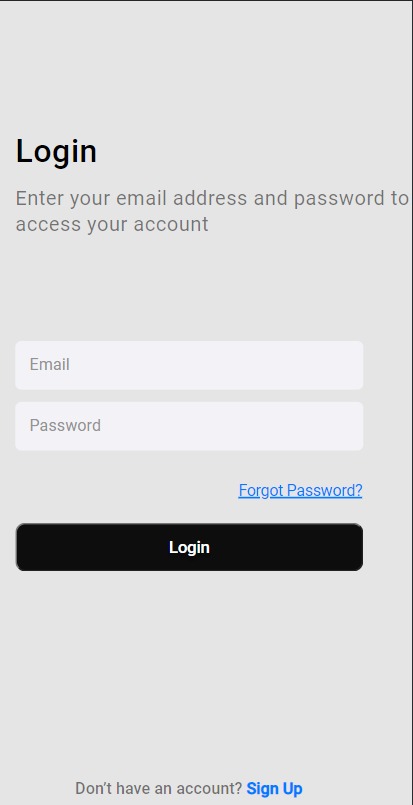 Login
Enter your email address and password to
access your account
Email
Password
Forgot Password?
Login
Don’t have an account? Sign Up